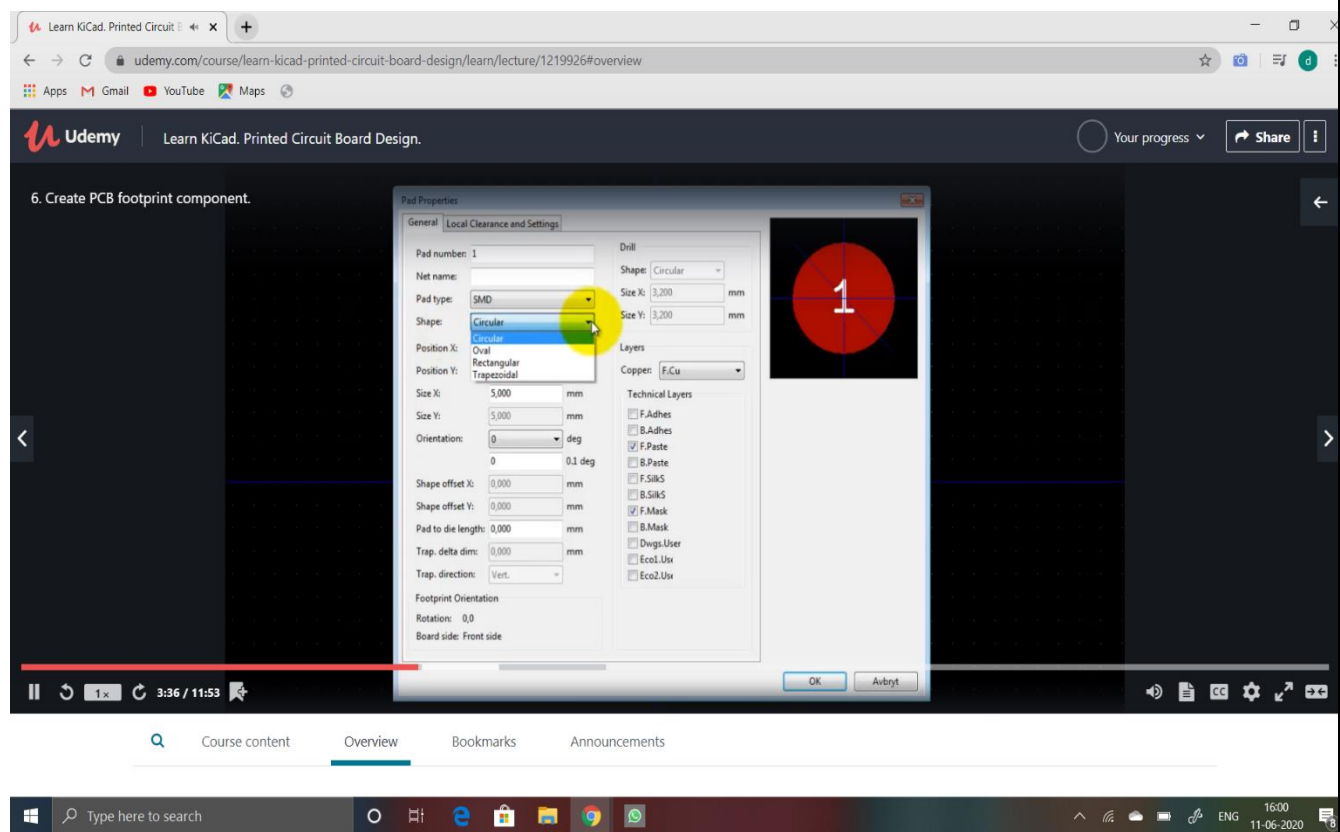 Learn KiCad. Printed Circuit B
udemy.com/course/learn-kicad-printed-circuit-board-design/learn/lecture/1219926#overview
d
Apps Gmail YouTube Maps
Udemy Learn KiCad. Printed Circuit Board Design. Your progress Share
6. Create PCB footprint component.
Pad Properties
General Local Clearance and Settings
Pad number: 1
Net name:
Pad type: SMD
Shape: Circular
Circular
Oval
Rectangular
Trapezoidal
Position X:
Position Y:
Size X: 5,000 mm
Size Y: 5,000 mm
Orientation: 0 deg
0 0.1 deg
Shape offset X: 0,000 mm
Shape offset Y: 0,000 mm
Pad to die length: 0,000 mm
Trap. delta dim: 0,000 mm
Trap. direction: Vert.
Footprint Orientation
Rotation: 0,0
Board side: Front side
Drill
Shape: Circular
Size X: 3,200 mm
Size Y: 3,200 mm
Layers
Copper: F.Cu
Technical Layers
F.Adhes
B.Adhes
F.Paste
B.Paste
F.SilkS
B.SilkS
F.Mask
B.Mask
Dwgs.User
Eco1.Use
Eco2.Use
1
OK Avbryt
1x 3:36 / 11:53 CC
Course content Overview Bookmarks Announcements
Type here to search
ENG 16:00
11-06-2020
8